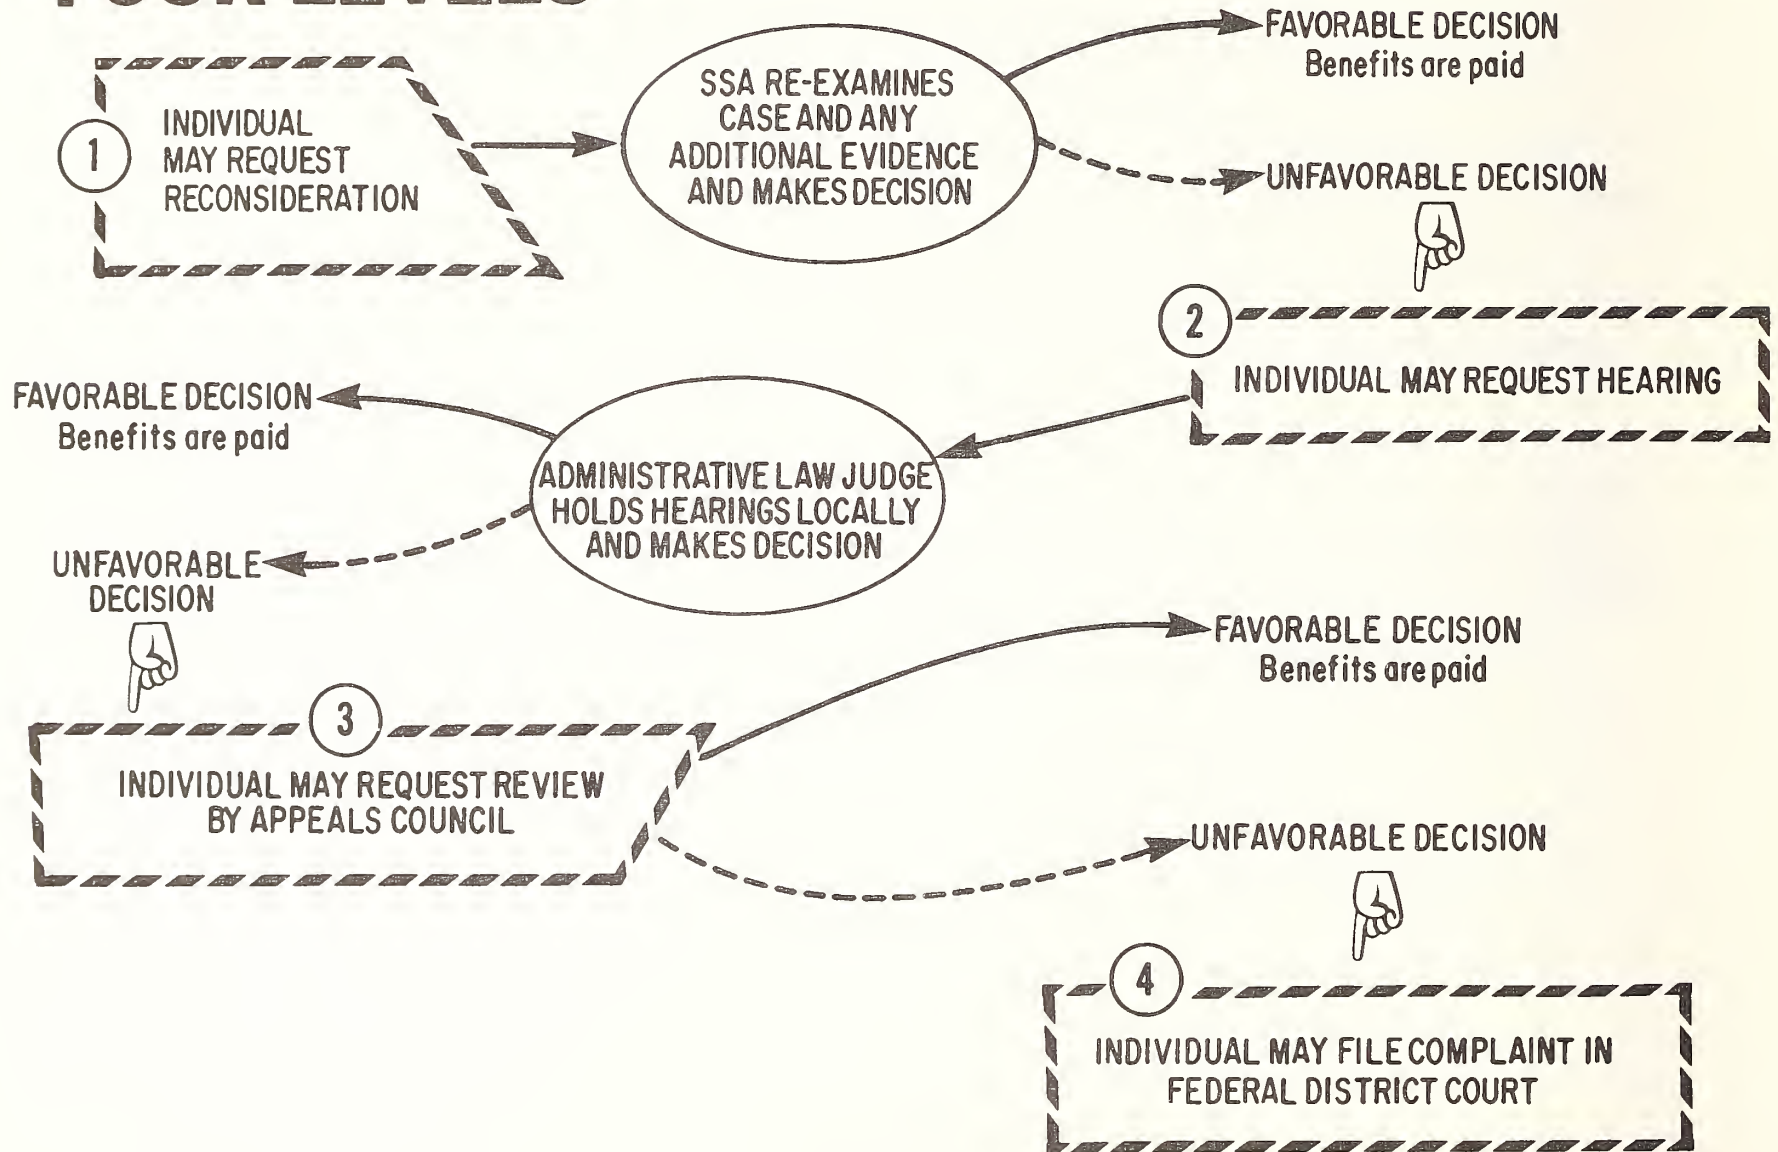 FOUR LEVELS
1
INDIVIDUAL
MAY REQUEST
RECONSIDERATION
SSA RE-EXAMINES
CASE AND ANY
ADDITIONAL EVIDENCE
AND MAKES DECISION
FAVORABLE DECISION
Benefits are paid
UNFAVORABLE DECISION
2
INDIVIDUAL MAY REQUEST HEARING
ADMINISTRATIVE LAW JUDGE
HOLDS HEARINGS LOCALLY
AND MAKES DECISION
FAVORABLE DECISION
Benefits are paid
UNFAVORABLE
DECISION
3
INDIVIDUAL MAY REQUEST REVIEW
BY APPEALS COUNCIL
FAVORABLE DECISION
Benefits are paid
UNFAVORABLE DECISION
4
INDIVIDUAL MAY FILE COMPLAINT IN
FEDERAL DISTRICT COURT